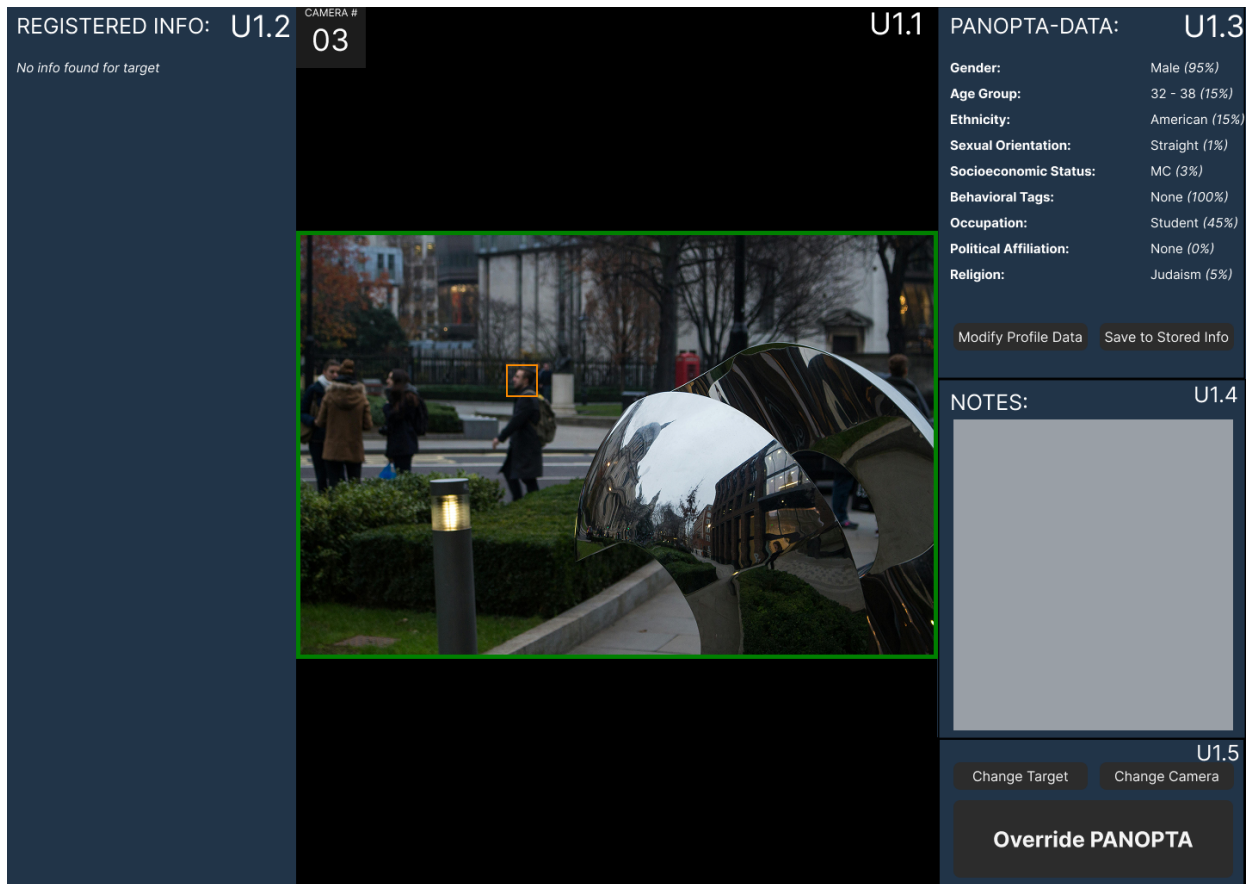 REGISTERED INFO: U1.2
No info found for target
CAMERA #
03
U1.1
PANOPTA-DATA: U1.3
Gender: Male (95%)
Age Group: 32 - 38 (15%)
Ethnicity: American (15%)
Sexual Orientation: Straight (1%)
Socioeconomic Status: MC (3%)
Behavioral Tags: None (100%)
Occupation: Student (45%)
Political Affiliation: None (0%)
Religion: Judaism (5%)
Modify Profile Data Save to Stored Info
NOTES: U1.4
U1.5
Change Target Change Camera
Override PANOPTA